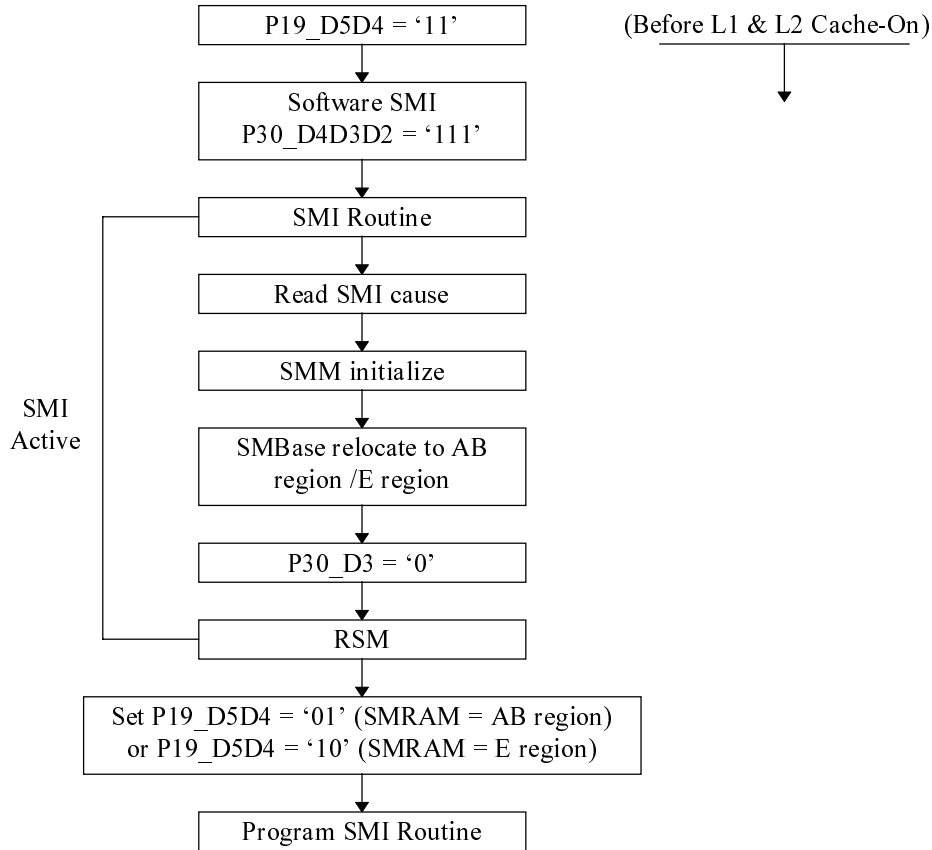 P19_D5D4 = ‘11’
(Before L1 & L2 Cache-On)
Software SMI
P30_D4D3D2 = ‘111’
SMI Routine
Read SMI cause
SMM initialize
SMI
Active
SMBase relocate to AB
region /E region
P30_D3 = ‘0’
RSM
Set P19_D5D4 = ‘01’ (SMRAM = AB region)
or P19_D5D4 = ‘10’ (SMRAM = E region)
Program SMI Routine